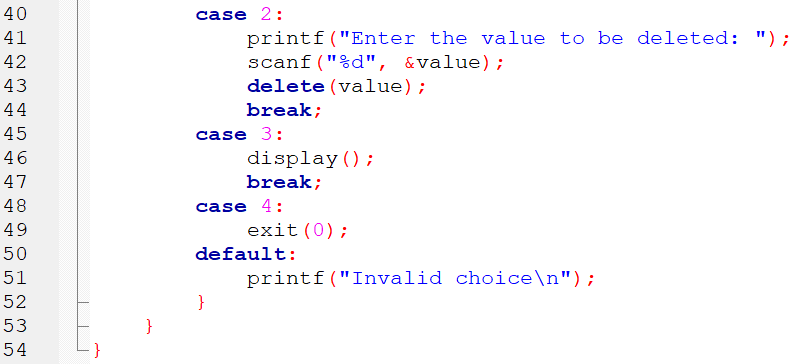 40 case 2:
41 printf("Enter the value to be deleted: ");
42 scanf("%d", &value);
43 delete(value);
44 break;
45 case 3:
46 display();
47 break;
48 case 4:
49 exit(0);
50 default:
51 printf("Invalid choice\n");
52 }
53 }
54 }